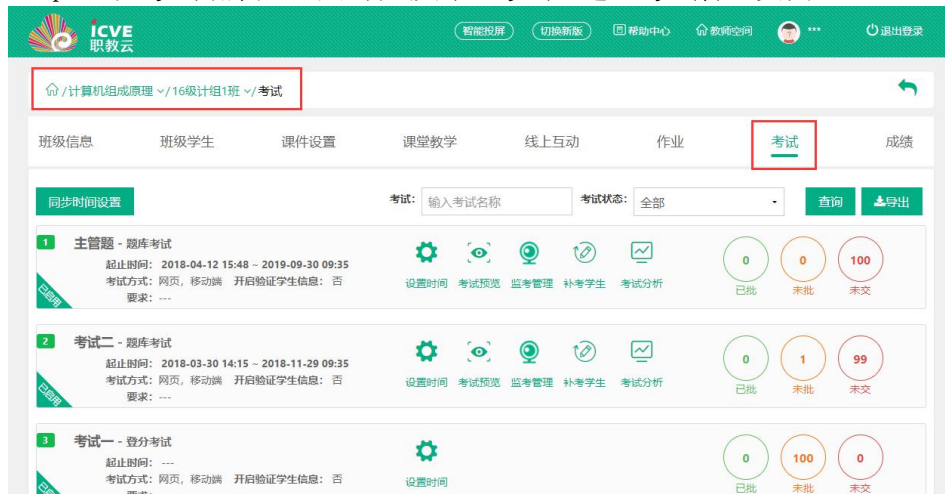 ICVE
职教云
智能投屏 切换新版 帮助中心 教师空间 *** 退出登录
/计算机组成原理 /16级计组1班 /考试
班级信息 班级学生 课件设置 课堂教学 线上互动 作业 考试 成绩
同步时间设置 考试: 输入考试名称 考试状态: 全部 查询 导出
1 主管题 - 题库考试
起止时间: 2018-04-12 15:48 ~ 2019-09-30 09:35
考试方式: 网页, 移动端 开启验证学生信息: 否
要求: ---
已启用
设置时间 考试预览 监考管理 补考学生 考试分析
0 0 100
已批 未批 未交
2 考试二 - 题库考试
起止时间: 2018-03-30 14:15 ~ 2018-11-29 09:35
考试方式: 网页, 移动端 开启验证学生信息: 否
要求: ---
已启用
设置时间 考试预览 监考管理 补考学生 考试分析
0 1 99
已批 未批 未交
3 考试一 - 登分考试
起止时间: ---
考试方式: 网页, 移动端 开启验证学生信息: 否
设置时间
0 100 0
已批 未批 未交